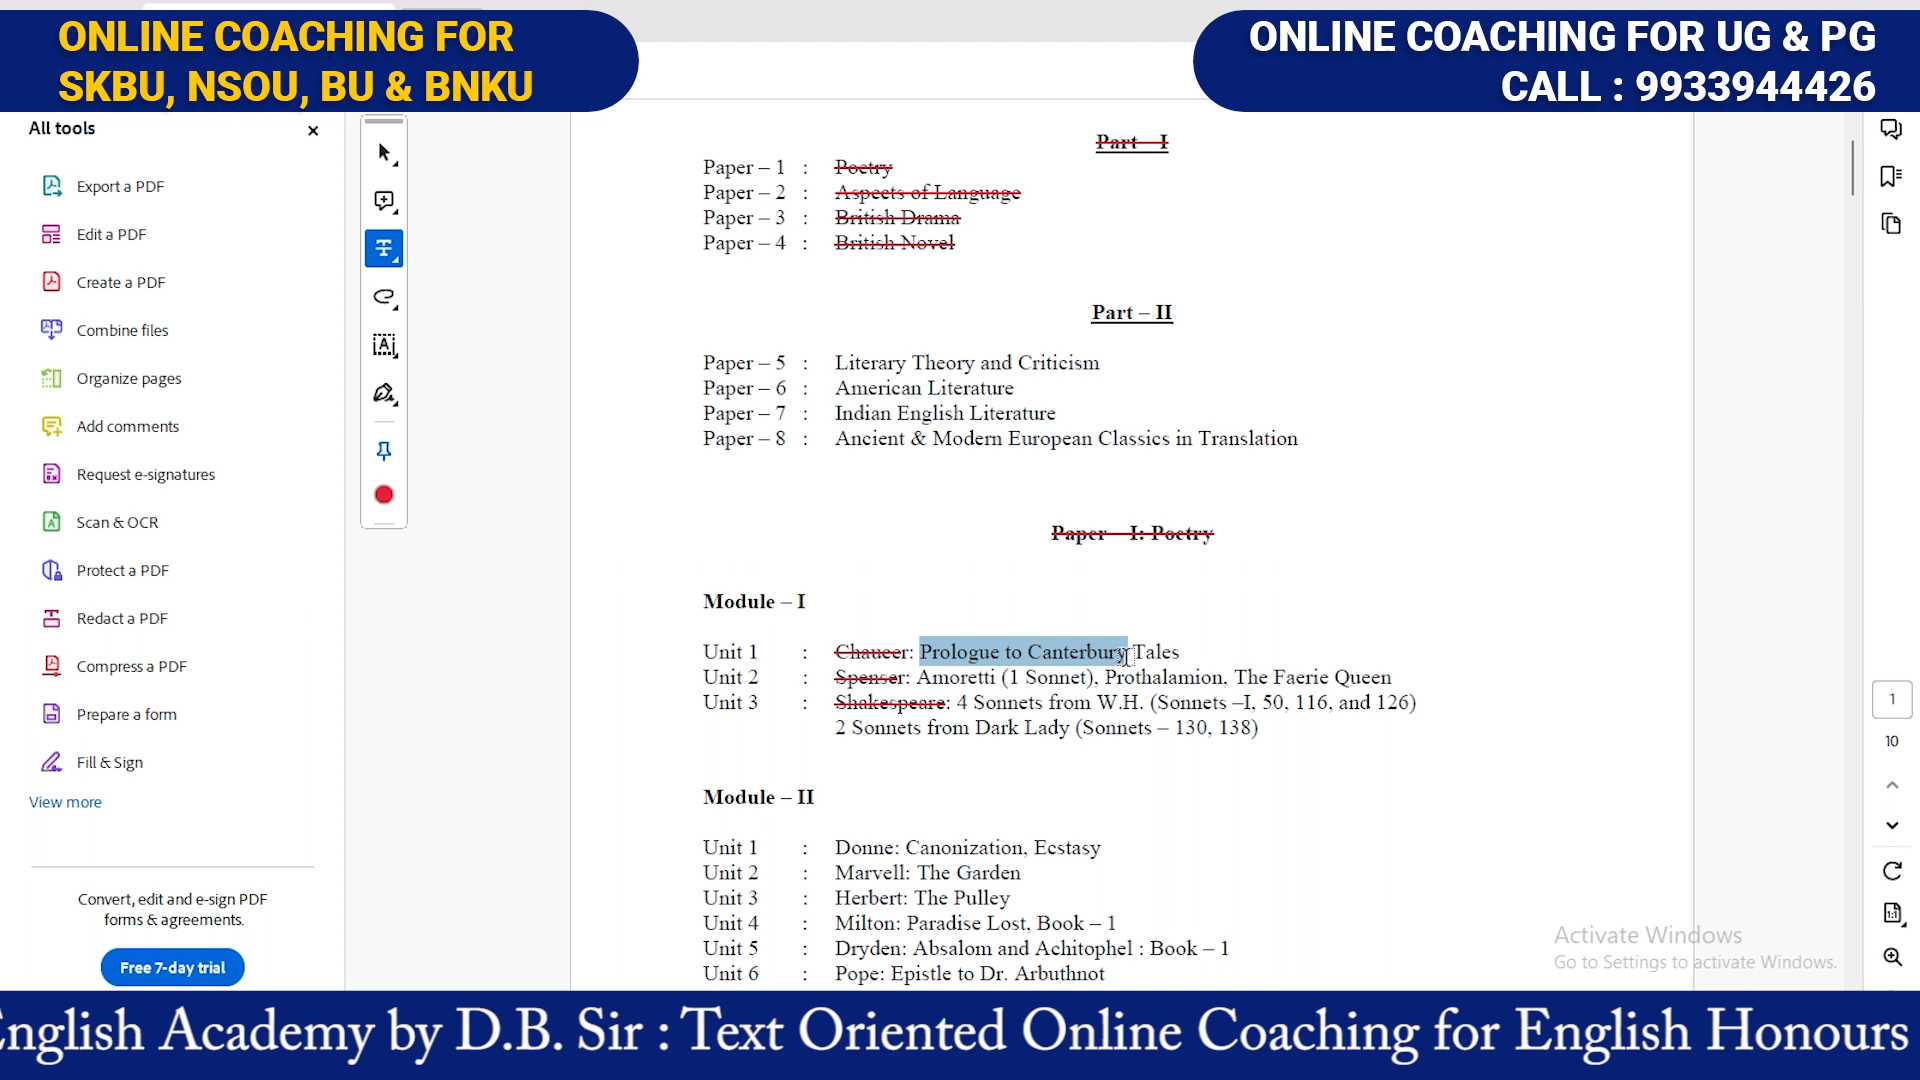 ONLINE COACHING FOR
SKBU, NSOU, BU & BNKU
ONLINE COACHING FOR UG & PG
CALL : 9933944426
All tools
Export a PDF
Edit a PDF
Create a PDF
Combine files
Organize pages
Add comments
Request e-signatures
Scan & OCR
Protect a PDF
Redact a PDF
Compress a PDF
Prepare a form
Fill & Sign
View more
Convert, edit and e-sign PDF
forms & agreements.
Free 7-day trial
Part – I
Paper – 1 : Poetry
Paper – 2 : Aspects of Language
Paper – 3 : British Drama
Paper – 4 : British Novel
Part – II
Paper – 5 : Literary Theory and Criticism
Paper – 6 : American Literature
Paper – 7 : Indian English Literature
Paper – 8 : Ancient & Modern European Classics in Translation
Paper – I: Poetry
Module – I
Unit 1 : Chaucer: Prologue to Canterbury Tales
Unit 2 : Spenser: Amoretti (1 Sonnet), Prothalamion, The Faerie Queen
Unit 3 : Shakespeare: 4 Sonnets from W.H. (Sonnets –I, 50, 116, and 126)
2 Sonnets from Dark Lady (Sonnets – 130, 138)
Module – II
Unit 1 : Donne: Canonization, Ecstasy
Unit 2 : Marvell: The Garden
Unit 3 : Herbert: The Pulley
Unit 4 : Milton: Paradise Lost, Book – 1
Unit 5 : Dryden: Absalom and Achitophel : Book – 1
Unit 6 : Pope: Epistle to Dr. Arbuthnot
1
10
Activate Windows
Go to Settings to activate Windows.
English Academy by D.B. Sir : Text Oriented Online Coaching for English Honours